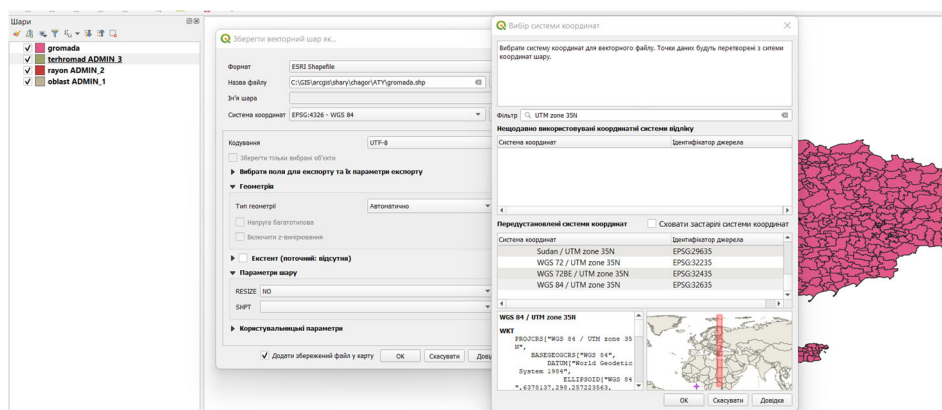 Шари
gromada
terhromad ADMIN_3
rayon ADMIN_2
oblast ADMIN_1
Зберегти векторний шар як...
Формат
ESRI Shapefile
Назва файлу
C:\GIS\arcgis\shary\chagor\ATY\gromada.shp
Ім'я шара
Система координат
EPSG:4326 - WGS 84
Кодування
UTF-8
Зберегти тільки вибрані об'єкти
Вибрати поля для експорту та їх параметри експорту
Геометрія
Тип геометрії
Автоматично
Напруга багатотипова
Включити z-вимірювання
Екстент (поточний: відсутня)
Параметри шару
RESIZE
NO
SHPT
Користувальницькі параметри
Додати збережений файл у карту
ОК
Скасувати
Довід
Вибір системи координат
Вибрати систему координат для векторного файлу. Точки даних будуть перетворені з ситеми
координат шару.
Фільтр
UTM zone 35N
Нещодавно використовувані координатні системи відліку
Система координат
Ідентифікатор джерела
Передустановлені системи координат
Сховати застарілі системи координат
Система координат
Ідентифікатор джерела
Sudan / UTM zone 35N
EPSG:29635
WGS 72 / UTM zone 35N
EPSG:32235
WGS 72BE / UTM zone 35N
EPSG:32435
WGS 84 / UTM zone 35N
EPSG:32635
WGS 84 / UTM zone 35N
WKT
PROJCRS["WGS 84 / UTM zone 35
N",
BASEGEOGCRS["WGS 84",
DATUM["World Geodetic
System 1984",
ELLIPSOID["WGS 84
",6378137,298.257223563,
ОК
Скасувати
Довідка